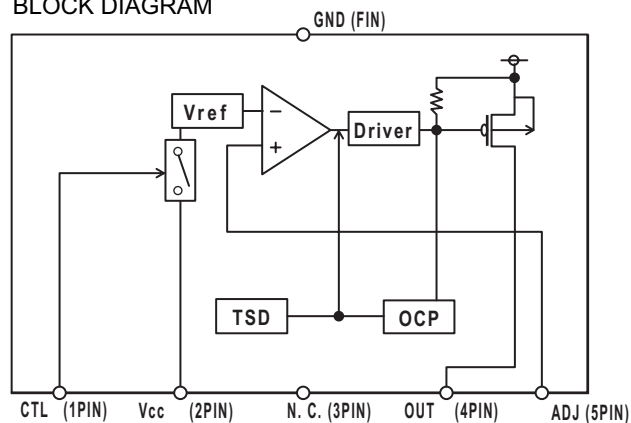 BLOCK DIAGRAM
GND (FIN)
Vref
−
+
Driver
TSD
OCP
CTL (1PIN)
Vcc (2PIN)
N. C. (3PIN)
OUT (4PIN)
ADJ (5PIN)